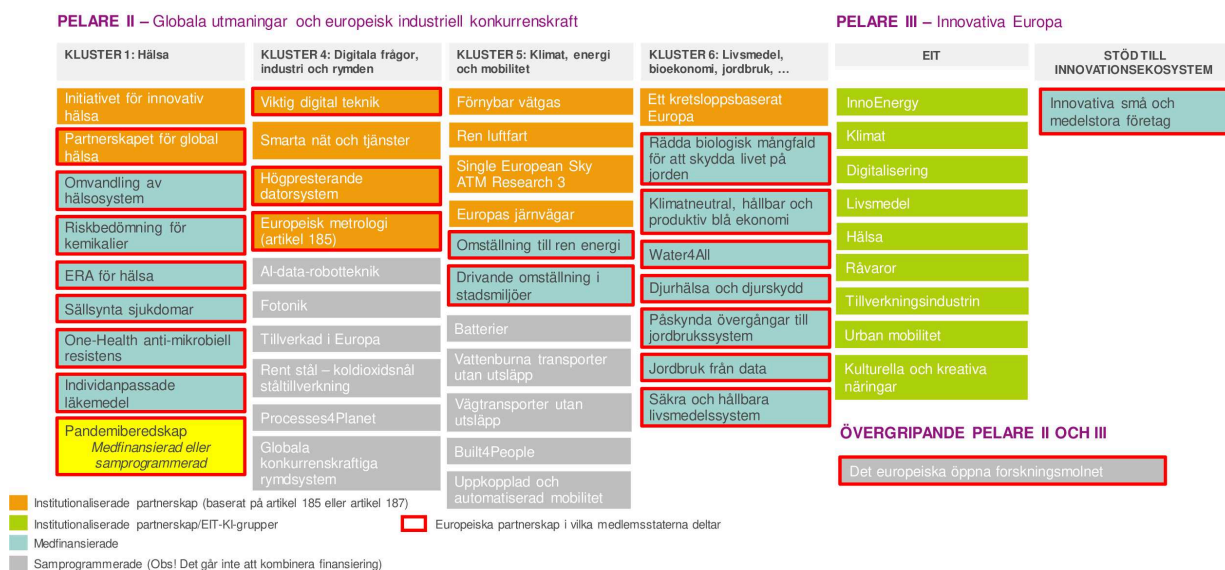 PELARE II – Globala utmaningar och europeisk industriell konkurrenskraft
KLUSTER 1: Hälsa
Initiativet för innovativ
hälsa
Partnerskapet för global
hälsa
Omvandling av
hälsosystem
Riskbedömning för
kemikalier
ERA för hälsa
Sällsynta sjukdomar
One-Health anti-mikrobiell
resistens
Individanpassade
läkemedel
Pandemiberedskap
Medfinansierad eller
samprogrammerad
KLUSTER 4: Digitala frågor,
industri och rymden
Viktig digital teknik
Smarta nät och tjänster
Högpresterande
datorsystem
Europeisk metrologi
(artikel 185)
AI-data-robotteknik
Fotonik
Tillverkad i Europa
Rent stål – koldioxidsnål
ståltillverkning
Processes4Planet
Globala
konkurrenskraftiga
rymdsystem
KLUSTER 5: Klimat, energi
och mobilitet
Förnybar vätgas
Ren luftfart
Single European Sky
ATM Research 3
Europas järnvägar
Omställning till ren energi
Drivande omställning i
stadsmiljöer
Batterier
Vattenburna transporter
utan utsläpp
Vägtransporter utan
utsläpp
Built4People
Uppkopplad och
automatiserad mobilitet
KLUSTER 6: Livsmedel,
bioekonomi, jordbruk, …
Ett kretsloppsbaserat
Europa
Rädda biologisk mångfald
för att skydda livet på
jorden
Klimatneutral, hållbar och
produktiv blå ekonomi
Water4All
Djurhälsa och djurskydd
Påskynda övergångar till
jordbrukssystem
Jordbruk från data
Säkra och hållbara
livsmedelssystem
PELARE III – Innovativa Europa
EIT
InnoEnergy
Klimat
Digitalisering
Livsmedel
Hälsa
Råvaror
Tillverkningsindustrin
Urban mobilitet
Kulturella och kreativa
näringar
STÖD TILL
INNOVATIONSEKOSYSTEM
Innovativa små och
medelstora företag
ÖVERGRIPANDE PELARE II OCH III
Det europeiska öppna forskningsmolnet
Institutionaliserade partnerskap (baserat på artikel 185 eller artikel 187)
Institutionaliserade partnerskap/EIT-KI-grupper
Europeiska partnerskap i vilka medlemsstaterna deltar
Medfinansierade
Samprogrammerade (Obs! Det går inte att kombinera finansiering)